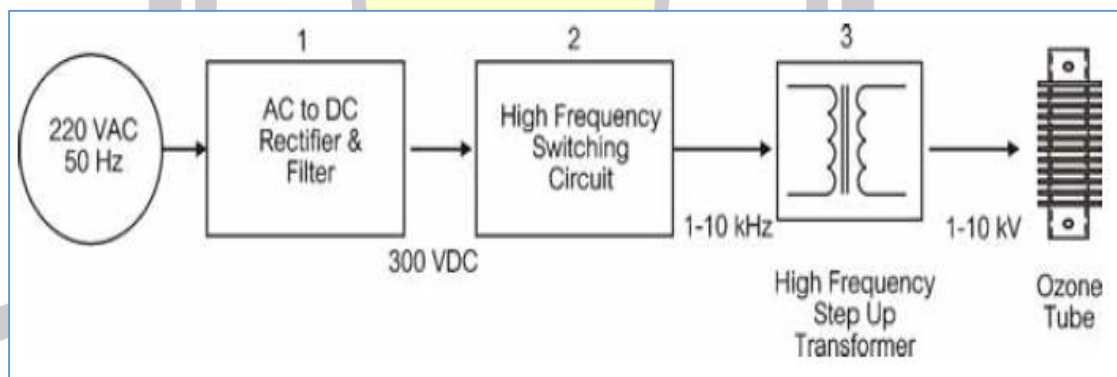 1
2
3
220 VAC
50 Hz
AC to DC
Rectifier &
Filter
High Frequency
Switching
Circuit
300 VDC
1-10 kHz
1-10 kV
High Frequency
Step Up
Transformer
Ozone
Tube